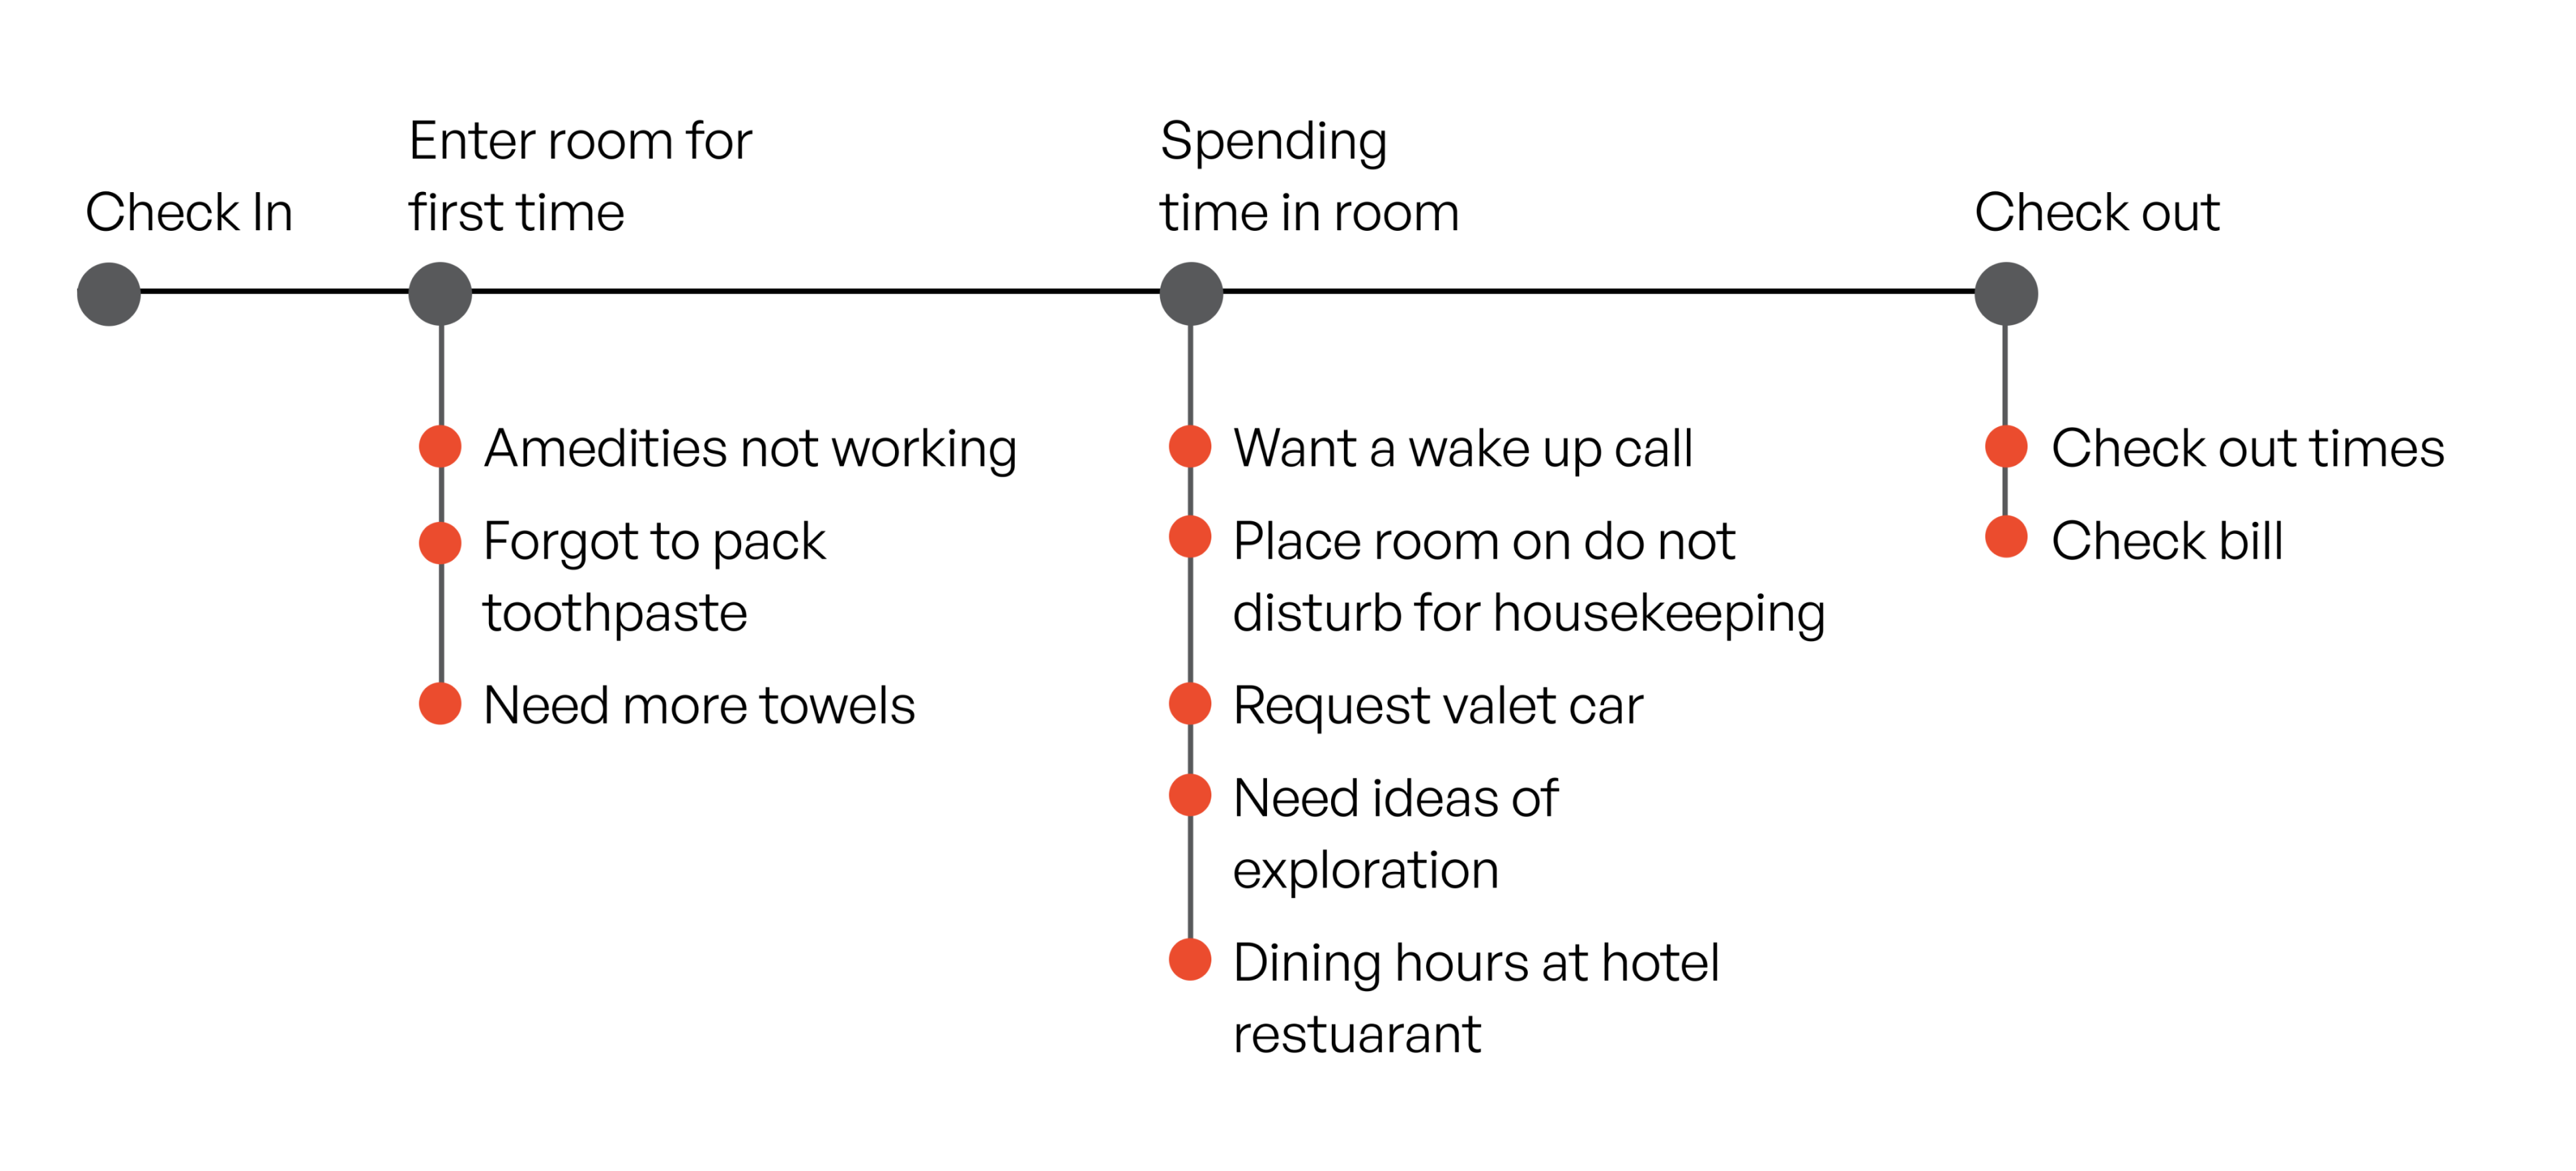 Check In
Enter room for
first time
Amedities not working
Forgot to pack
toothpaste
Need more towels
Spending
time in room
Want a wake up call
Place room on do not
disturb for housekeeping
Request valet car
Need ideas of
exploration
Dining hours at hotel
restuarant
Check out
Check out times
Check bill